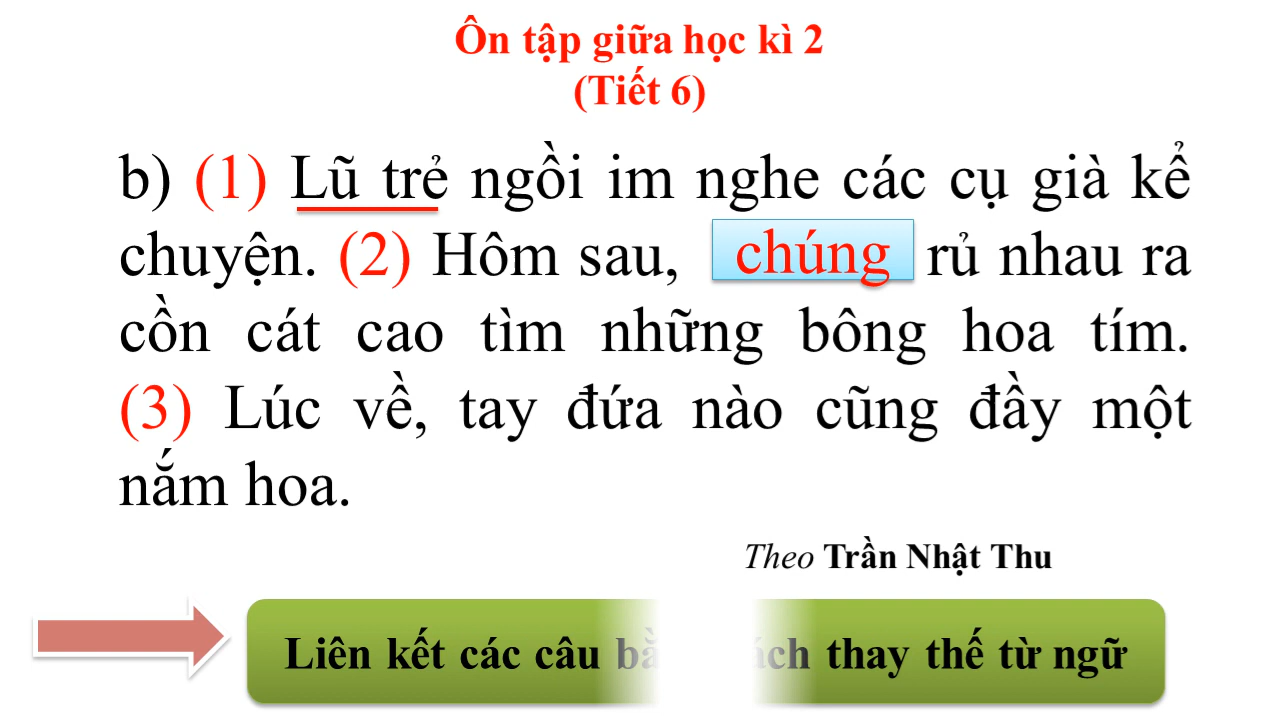 Ôn tập giữa học kì 2
(Tiết 6)
b) (1) Lũ trẻ ngồi im nghe các cụ già kể
chuyện. (2) Hôm sau, chúng rủ nhau ra
cồn cát cao tìm những bông hoa tím.
(3) Lúc về, tay đứa nào cũng đầy một
nắm hoa.
Theo Trần Nhật Thu
Liên kết các câu thay thế từ ngữ